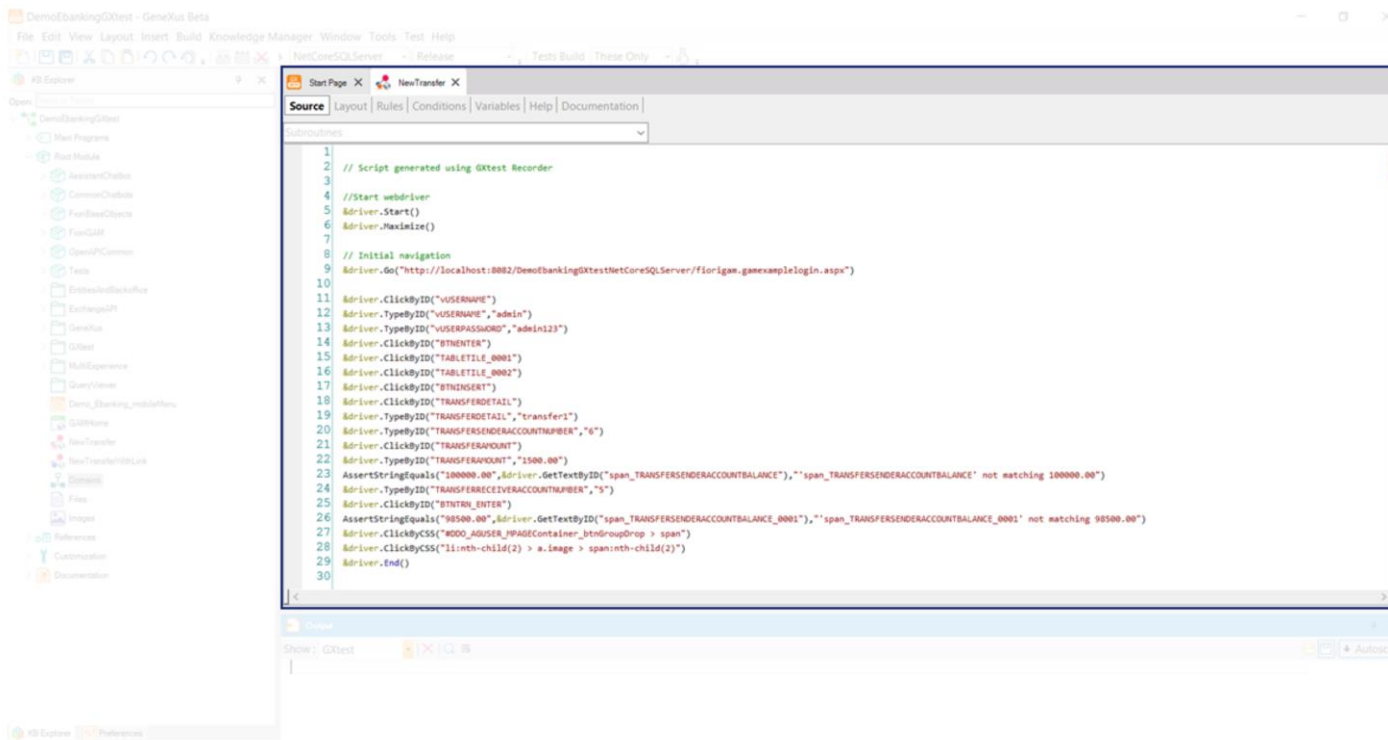 DemoEbankingGXtest - GeneXus Beta
File Edit View Layout Insert Build Knowledge Manager Window Tools Test Help
NetCoreSQLServer Release Tests Build These Only
KB Explorer
Start Page NewTransfer
Open:
Source Layout Rules Conditions Variables Help Documentation
Subroutines
DemoEbankingGXtest
Main Programs
Root Module
AssistantChatbot
CommonChatbots
FioriBaseObjects
FioriGAM
OpenAPICommon
Tests
EntitiesAndBackoffice
ExchangeAPI
GeneXus
GXtest
MultiExperience
QueryViewer
Demo_Ebanking_mobileMenu
GAMHome
NewTransfer
NewTransferWithLink
Domains
Files
Images
References
Customization
Documentation
1
2 // Script generated using GXtest Recorder
3
4 //Start webdriver
5 &driver.Start()
6 &driver.Maximize()
7
8 // Initial navigation
9 &driver.Go("http://localhost:8082/DemoEbankingGXtestNetCoreSQLServer/fiorigam.gamexamplelogin.aspx")
10
11 &driver.ClickByID("vUSERNAME")
12 &driver.TypeByID("vUSERNAME","admin")
13 &driver.TypeByID("vUSERPASSWORD","admin123")
14 &driver.ClickByID("BTNENTER")
15 &driver.ClickByID("TABLETILE_0001")
16 &driver.ClickByID("TABLETILE_0002")
17 &driver.ClickByID("BTNINSERT")
18 &driver.ClickByID("TRANSFERDETAIL")
19 &driver.TypeByID("TRANSFERDETAIL","transfer1")
20 &driver.TypeByID("TRANSFERSENDERACCOUNTNUMBER","6")
21 &driver.ClickByID("TRANSFERAMOUNT")
22 &driver.TypeByID("TRANSFERAMOUNT","1500.00")
23 AssertStringEquals("100000.00",&driver.GetTextByID("span_TRANSFERSENDERACCOUNTBALANCE"),"'span_TRANSFERSENDERACCOUNTBALANCE' not matching 100000.00")
24 &driver.TypeByID("TRANSFERRECEIVERACCOUNTNUMBER","5")
25 &driver.ClickByID("BTNTRN_ENTER")
26 AssertStringEquals("98500.00",&driver.GetTextByID("span_TRANSFERSENDERACCOUNTBALANCE_0001"),"'span_TRANSFERSENDERACCOUNTBALANCE_0001' not matching 98500.00")
27 &driver.ClickByCSS("#DDO_AGUSER_MPAGEContainer_btnGroupDrop > span")
28 &driver.ClickByCSS("li:nth-child(2) > a.image > span:nth-child(2)")
29 &driver.End()
30
Output
Show: GXtest
KB Explorer Preferences